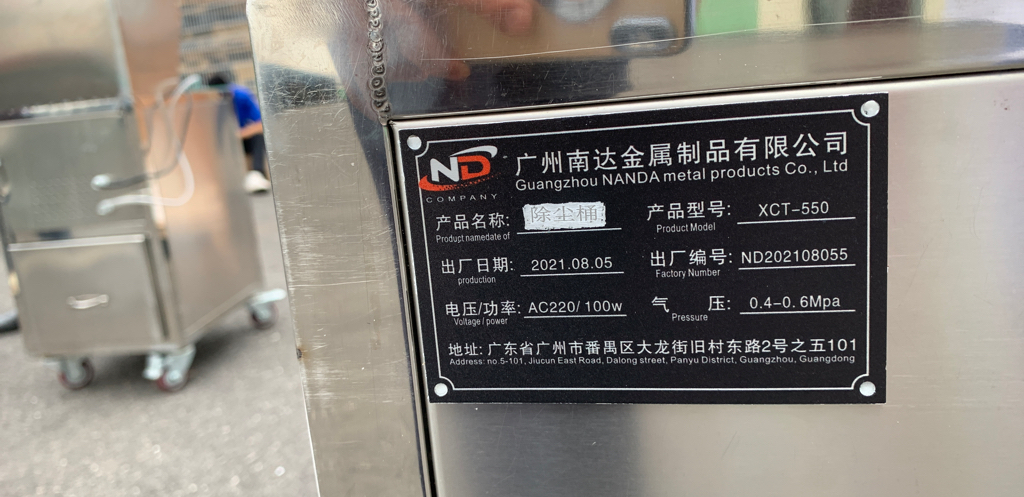 ND
COMPANY
广州南达金属制品有限公司
Guangzhou NANDA metal products Co., Ltd
产品名称: 除尘桶
Product namedate of
产品型号: XCT-550
Product Model
出厂日期: 2021.08.05
production
出厂编号: ND202108055
Factory Number
电压/功率: AC220/ 100w
Voltage / power
气 压: 0.4-0.6Mpa
Pressure
地址: 广东省广州市番禺区大龙街旧村东路2号之五101
Address: no.5-101, Jiucun East Road, Dalong street, Panyu District, Guangzhou, Guangdong